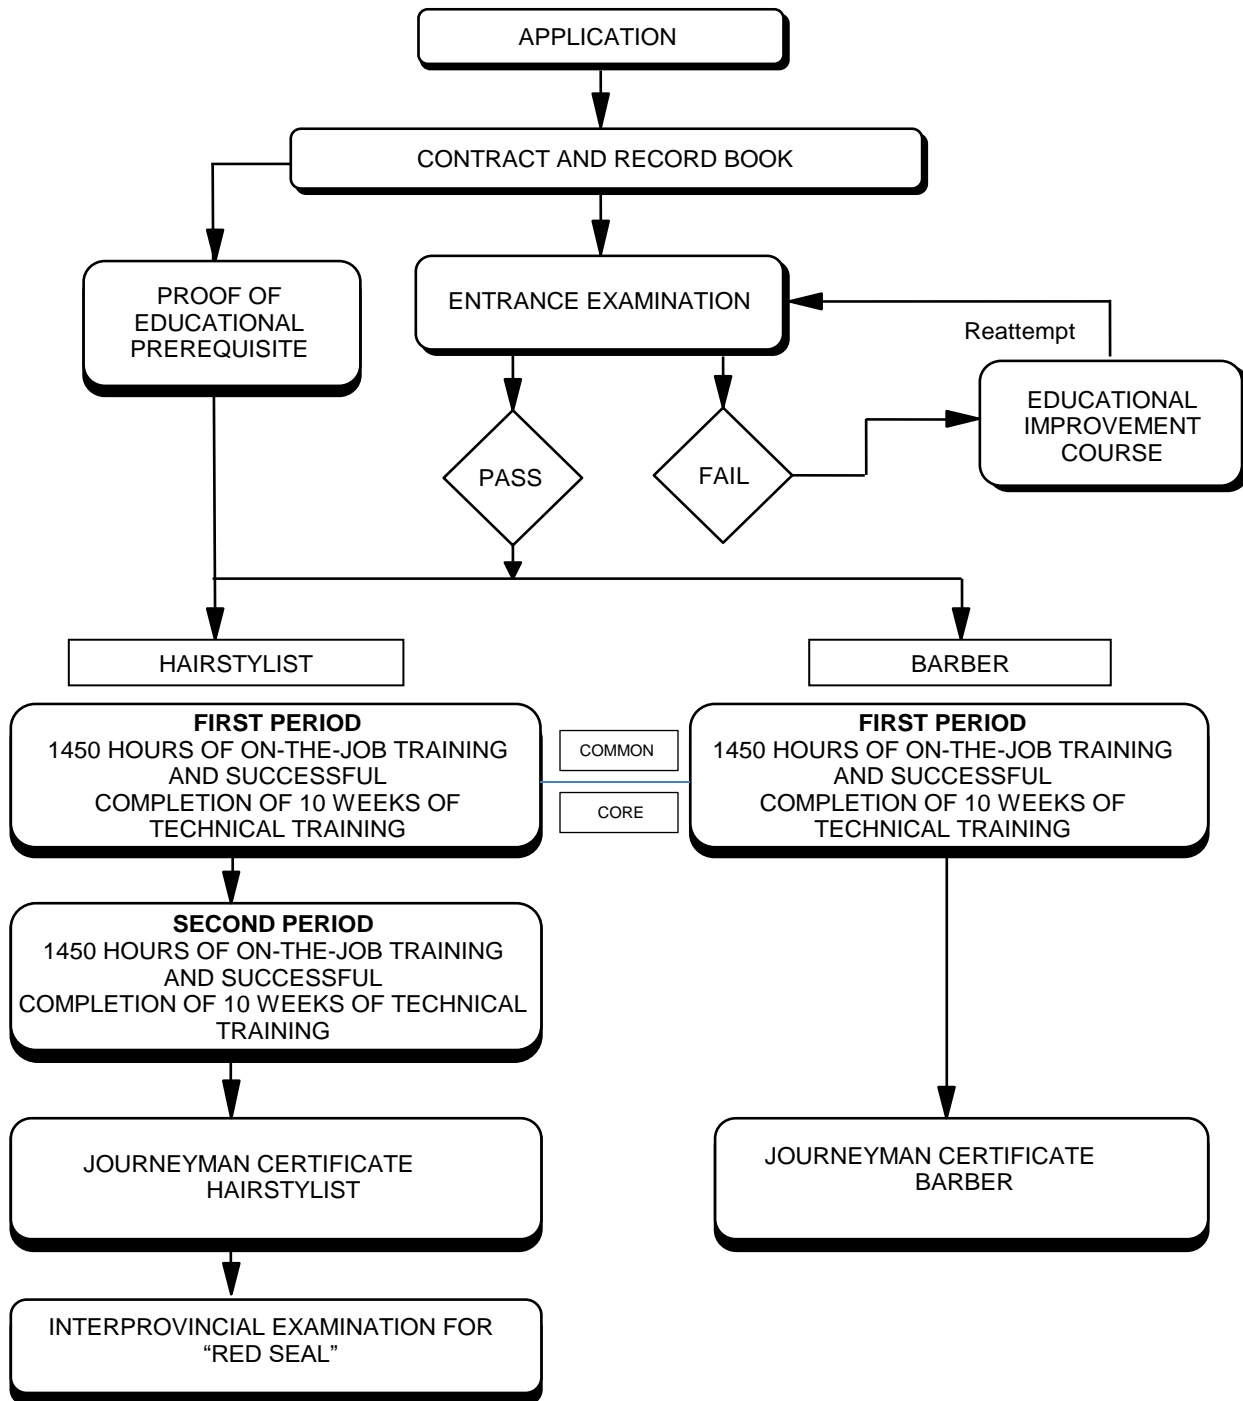 APPLICATION
CONTRACT AND RECORD BOOK
PROOF OF
EDUCATIONAL
PREREQUISITE
ENTRANCE EXAMINATION
Reattempt
EDUCATIONAL
IMPROVEMENT
COURSE
PASS
FAIL
HAIRSTYLIST
BARBER
FIRST PERIOD
1450 HOURS OF ON-THE-JOB TRAINING
AND SUCCESSFUL
COMPLETION OF 10 WEEKS OF
TECHNICAL TRAINING
COMMON
CORE
FIRST PERIOD
1450 HOURS OF ON-THE-JOB TRAINING
AND SUCCESSFUL
COMPLETION OF 10 WEEKS OF
TECHNICAL TRAINING
SECOND PERIOD
1450 HOURS OF ON-THE-JOB TRAINING
AND SUCCESSFUL
COMPLETION OF 10 WEEKS OF TECHNICAL
TRAINING
JOURNEYMAN CERTIFICATE
HAIRSTYLIST
JOURNEYMAN CERTIFICATE
BARBER
INTERPROVINCIAL EXAMINATION FOR
“RED SEAL”